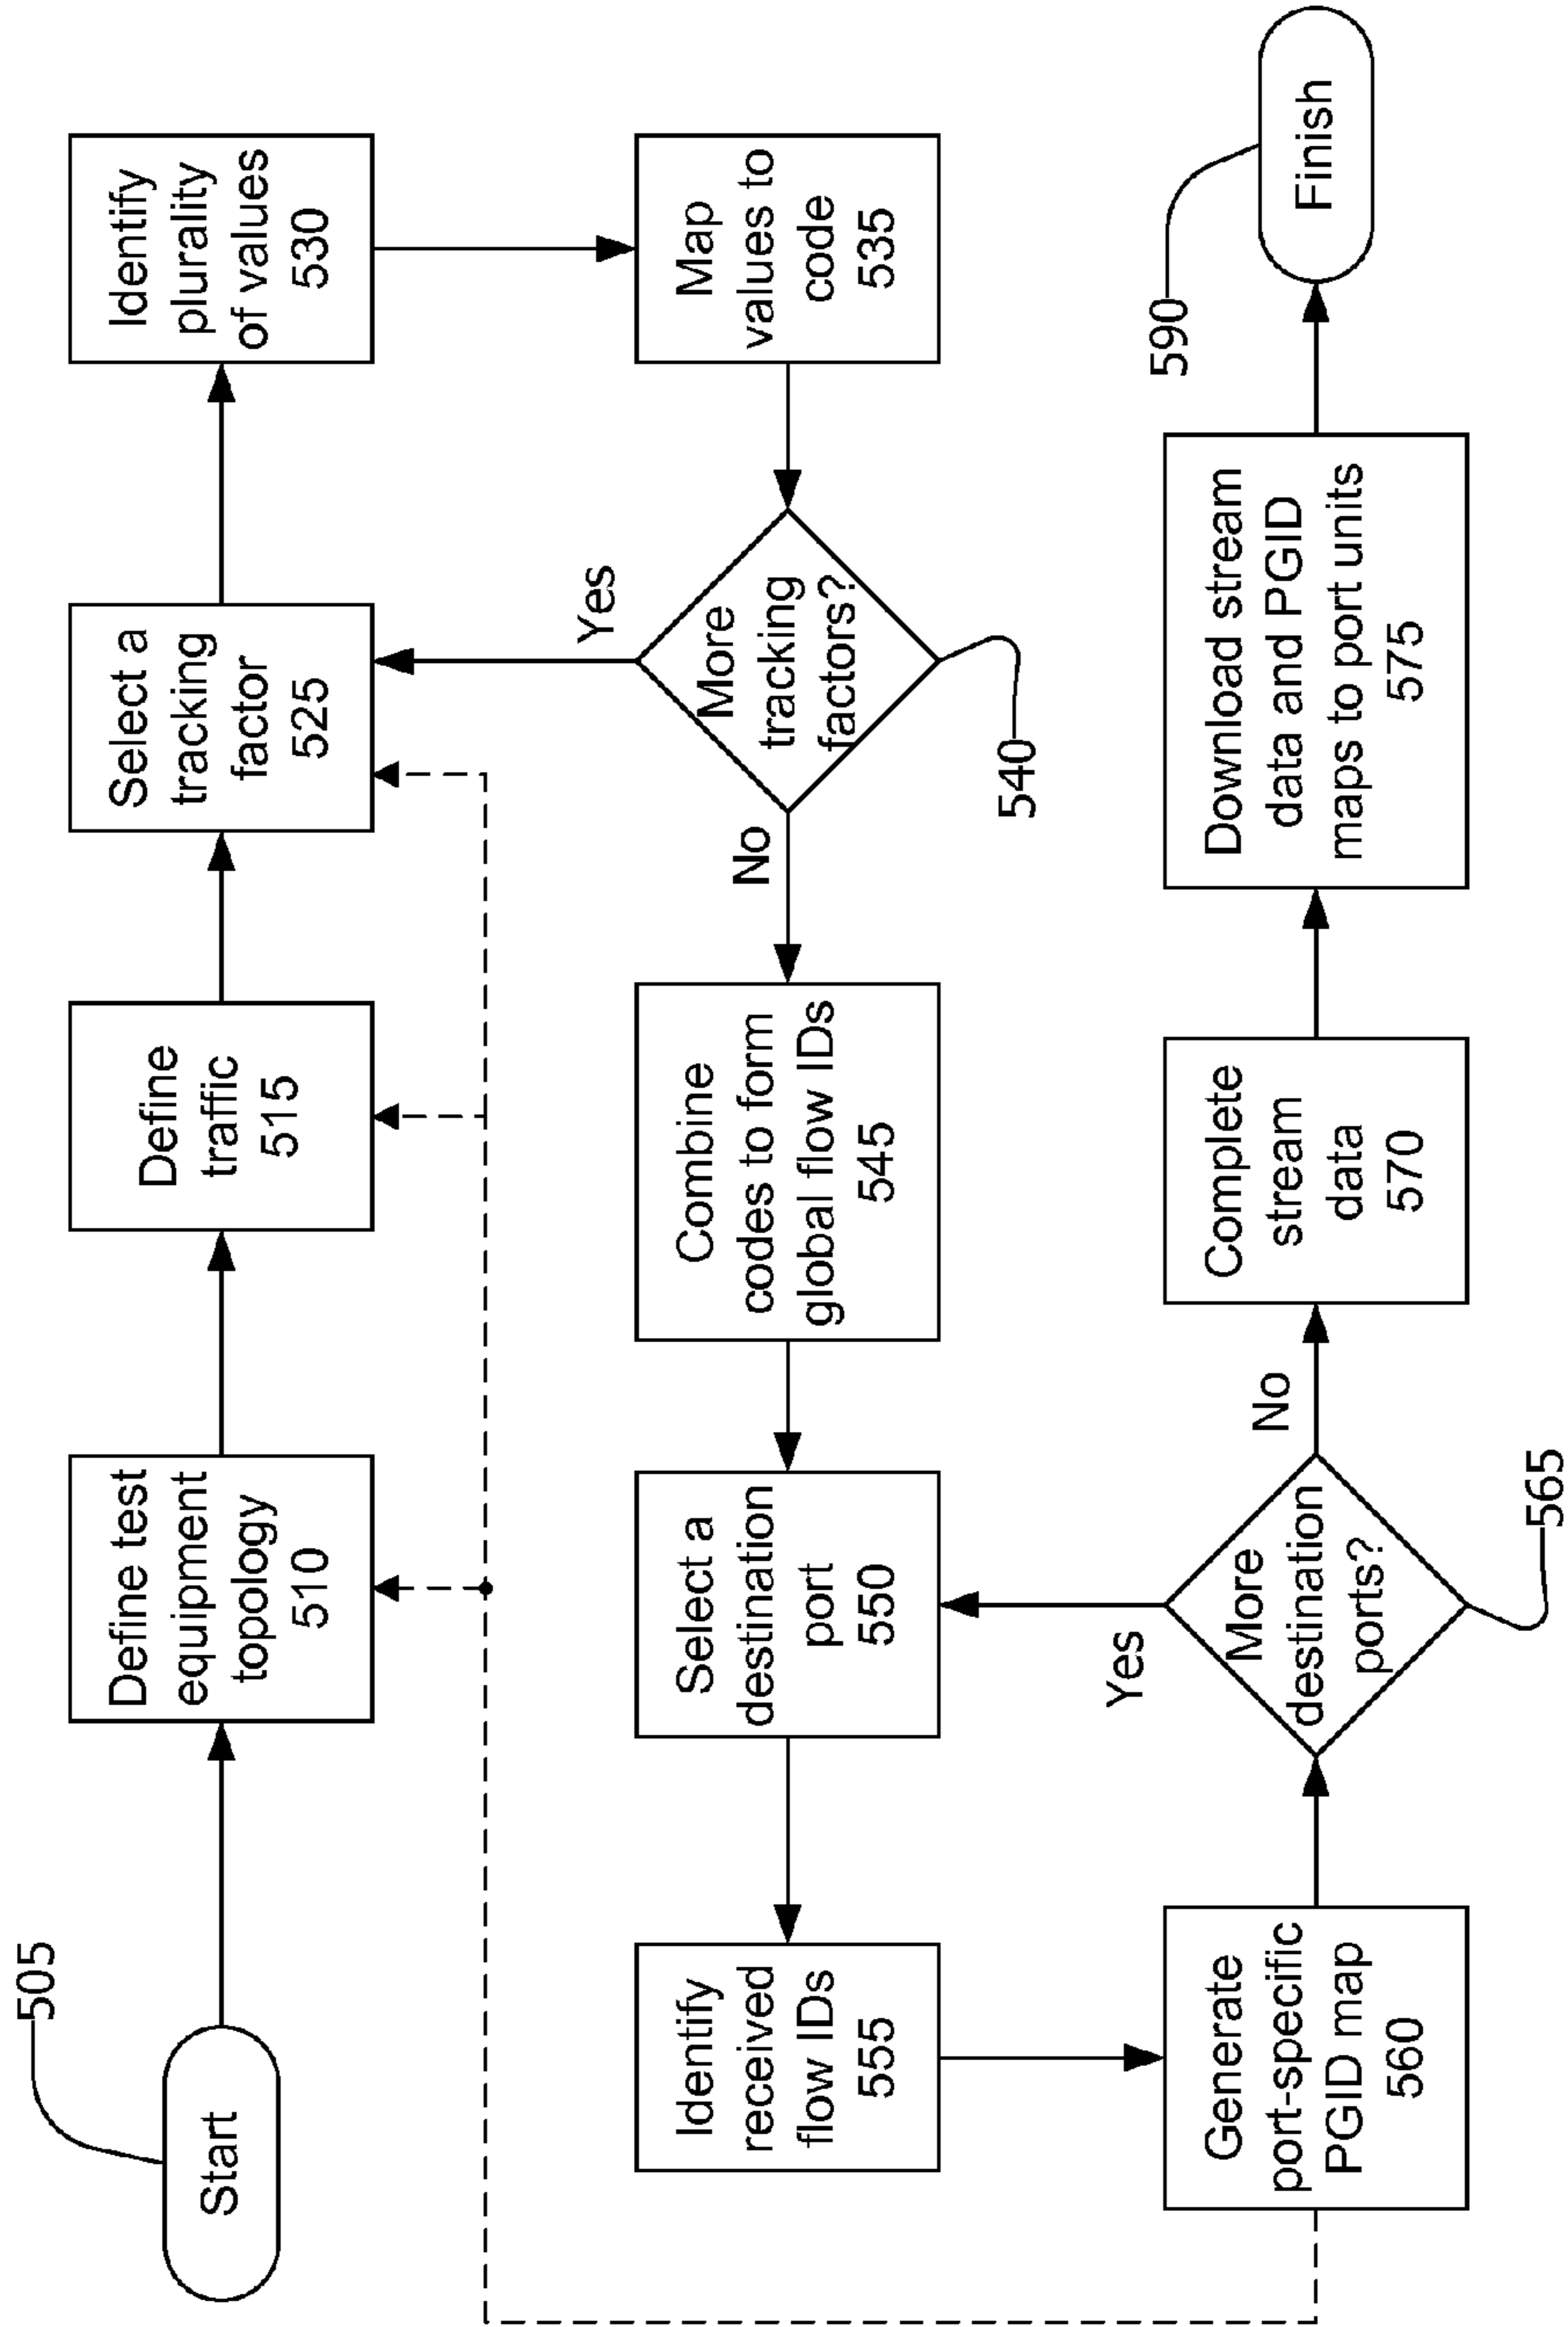 505
Start
Define test
equipment
topology
510
Define
traffic
515
Select a
tracking
factor
525
Identify
plurality
of values
530
Map
values to
code
535
More
tracking
factors?
Yes
No
540
Combine
codes to form
global flow IDs
545
Select a
destination
port
550
Identify
received
flow IDs
555
Generate
port-specific
PGID map
560
More
destination
ports?
Yes
No
565
Complete
stream
data
570
Download stream
data and PGID
maps to port units
575
Finish
590